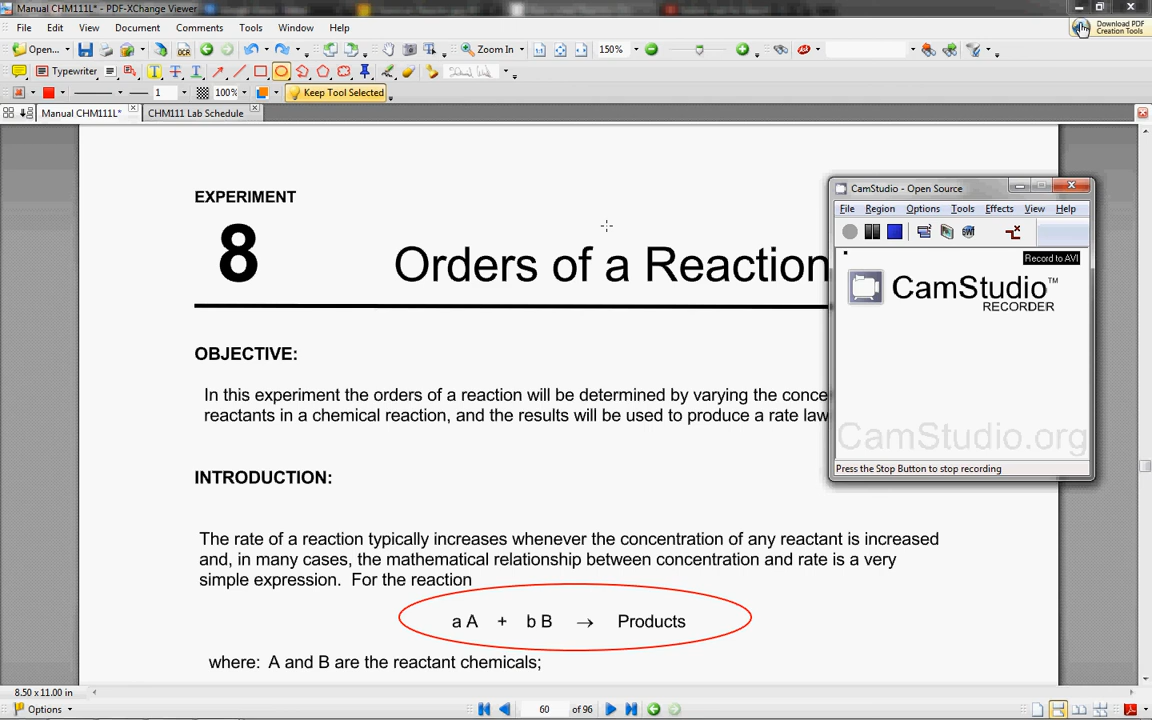 Manual CHM111L* - PDF-XChange Viewer
File Edit View Document Comments Tools Window Help
Download PDF
Creation Tools
Open... OCR Zoom In 150%
Typewriter
1 100% Keep Tool Selected
Manual CHM111L* CHM111 Lab Schedule
EXPERIMENT
8 Orders of a Reaction
OBJECTIVE:
In this experiment the orders of a reaction will be determined by varying the conce
reactants in a chemical reaction, and the results will be used to produce a rate law
INTRODUCTION:
The rate of a reaction typically increases whenever the concentration of any reactant is increased
and, in many cases, the mathematical relationship between concentration and rate is a very
simple expression. For the reaction
a A + b B → Products
where: A and B are the reactant chemicals;
CamStudio - Open Source
File Region Options Tools Effects View Help
Record to AVI
CamStudio™
RECORDER
CamStudio.org
Press the Stop Button to stop recording
8.50 x 11.00 in
Options 60 of 96